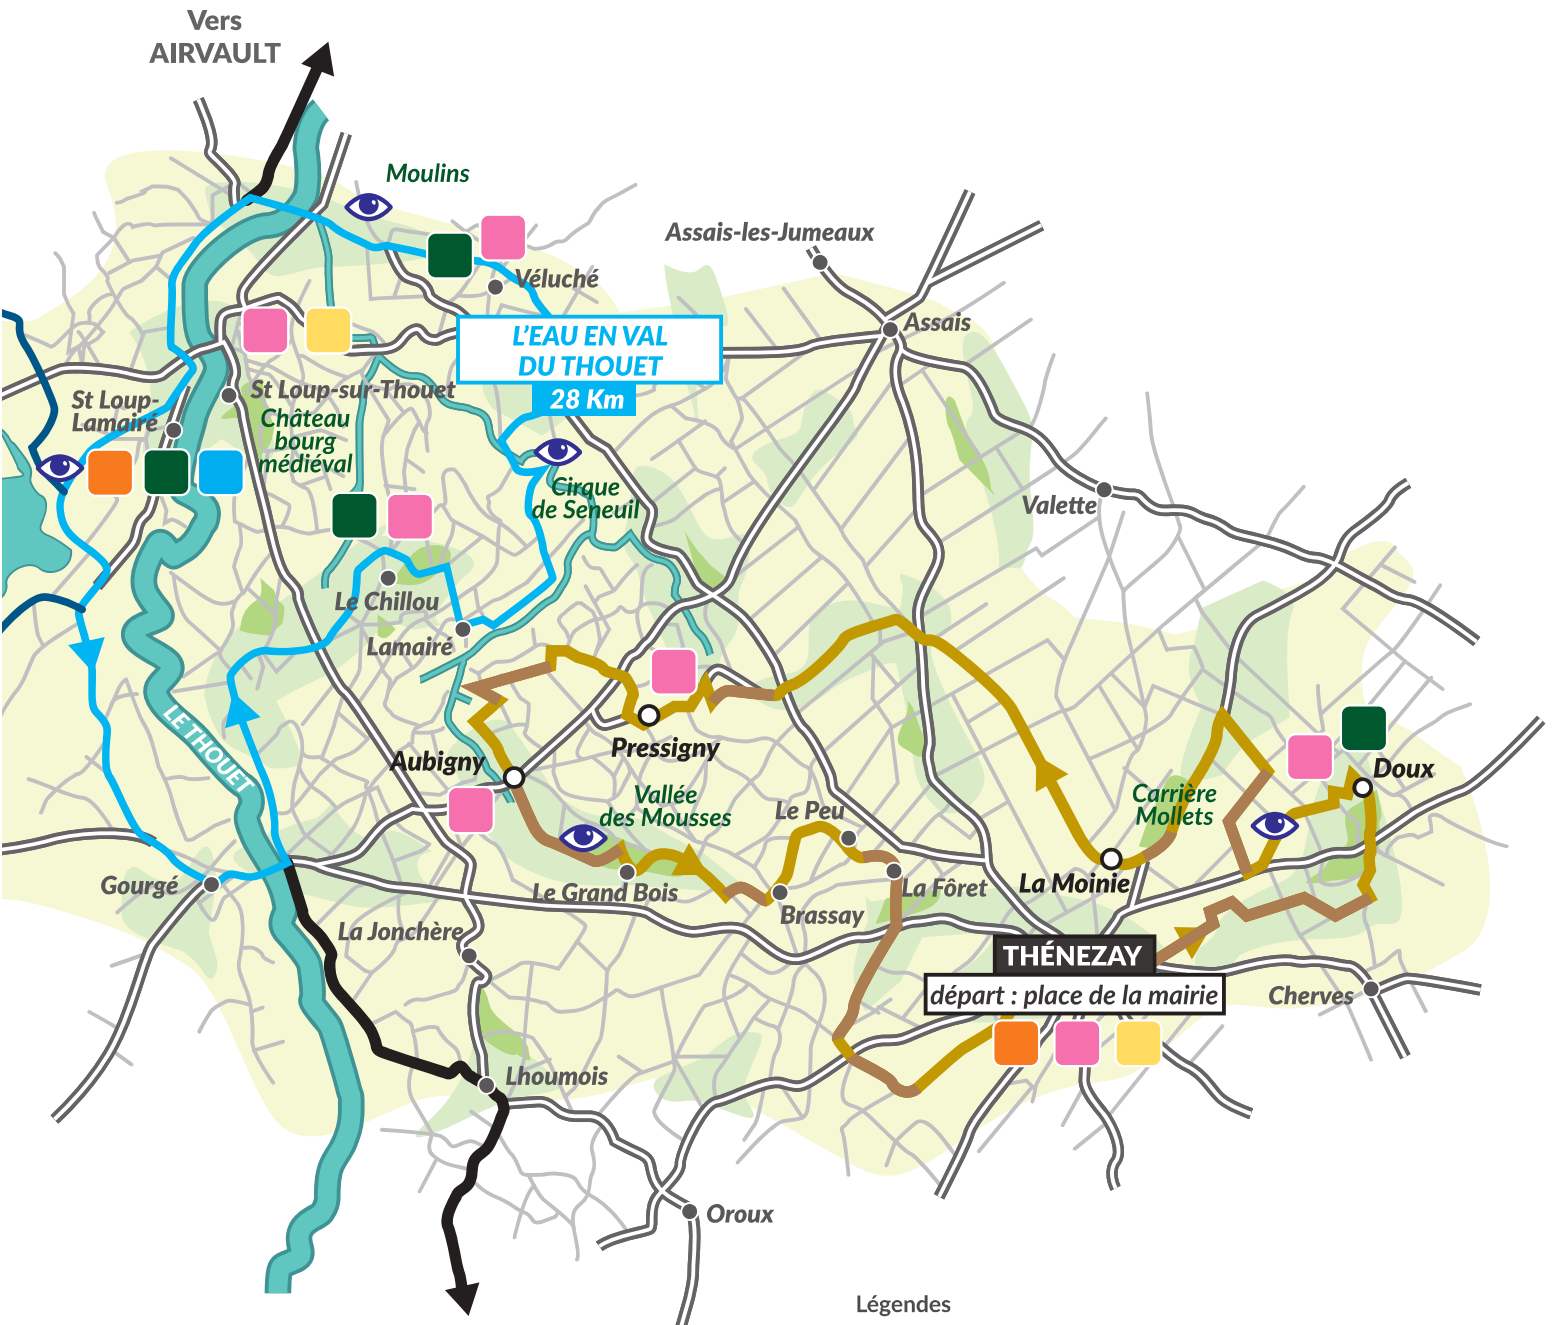 Vers
AIRVAULT
Moulins
Assais-les-Jumeaux
Véluché
Assais
L'EAU EN VAL
DU THOUET
28 Km
St Loup-sur-Thouet
St Loup-
Lamairé
Château
bourg
médiéval
Cirque
de Seneuil
Valette
Le Chillou
Lamairé
LE THOUET
Pressigny
Aubigny
Doux
Vallée
des Mousses
Le Peu
Carrière
Mollets
Gourgé
Le Grand Bois
La Fôret
La Moinie
Brassay
La Jonchère
THÉNEZAY
départ : place de la mairie
Cherves
Lhoumois
Oroux
Légendes